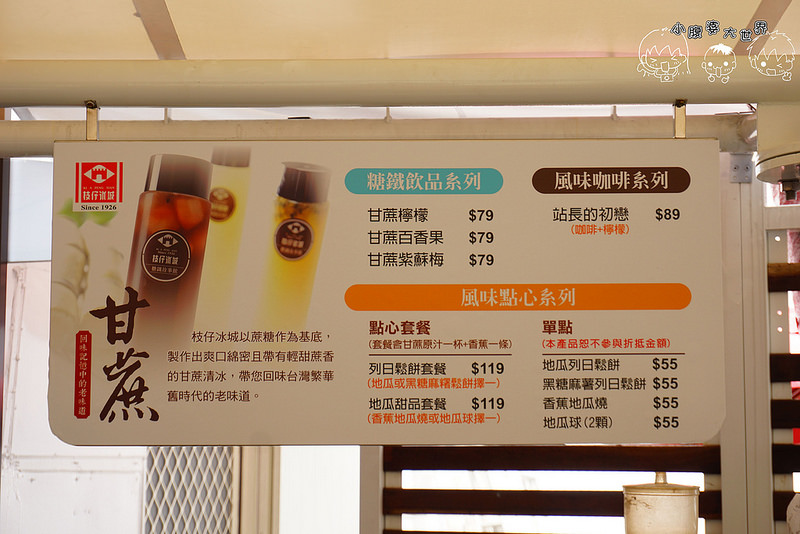 小腹婆大世界
枝仔冰城
Since 1926
枝仔冰城
甘蔗
回味記憶中的老味道
枝仔冰城以蔗糖作為基底，
製作出爽口綿密且帶有輕甜蔗香
的甘蔗清冰，帶您回味台灣繁華
舊時代的老味道。
糖鐵飲品系列
甘蔗檸檬 $79
甘蔗百香果 $79
甘蔗紫蘇梅 $79
風味咖啡系列
站長的初戀 $89
(咖啡+檸檬)
風味點心系列
點心套餐
(套餐含甘蔗原汁一杯+香蕉一條)
列日鬆餅套餐 $119
(地瓜或黑糖麻糬鬆餅擇一)
地瓜甜品套餐 $119
(香蕉地瓜燒或地瓜球擇一)
單點
(本產品恕不參與折抵金額)
地瓜列日鬆餅 $55
黑糖麻薯列日鬆餅 $55
香蕉地瓜燒 $55
地瓜球(2顆) $55